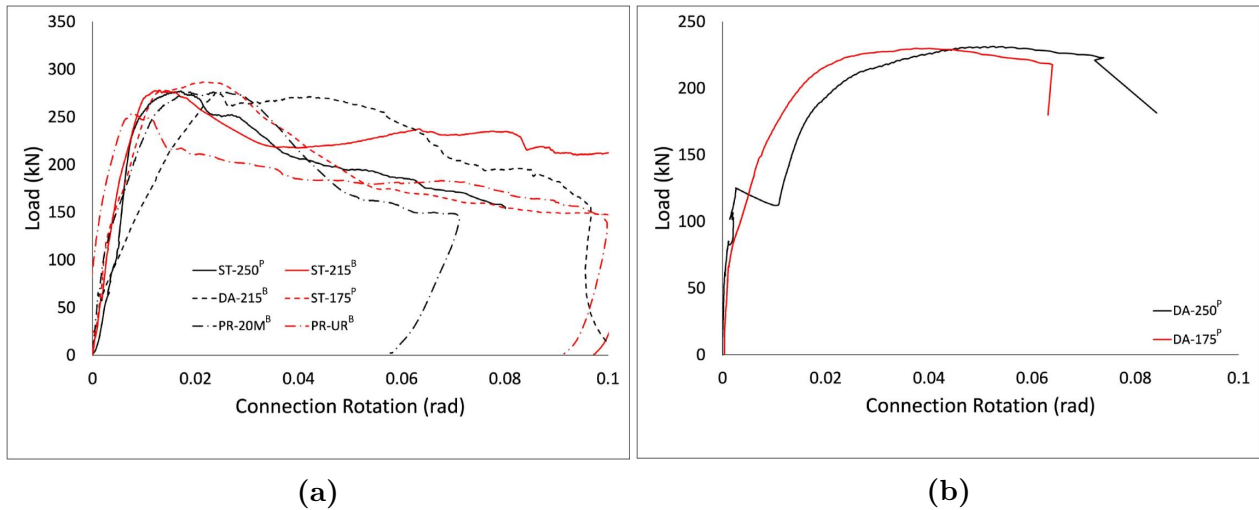 350
300
250
200
150
100
50
0
Load (kN)
ST-250ᴾ ST-215ᴮ
DA-215ᴮ ST-175ᴾ
PR-20Mᴮ PR-URᴮ
0 0.02 0.04 0.06 0.08 0.1
Connection Rotation (rad)
(a)
250
200
150
100
50
0
Load (kN)
DA-250ᴾ
DA-175ᴾ
0 0.02 0.04 0.06 0.08 0.1
Connection Rotation (rad)
(b)